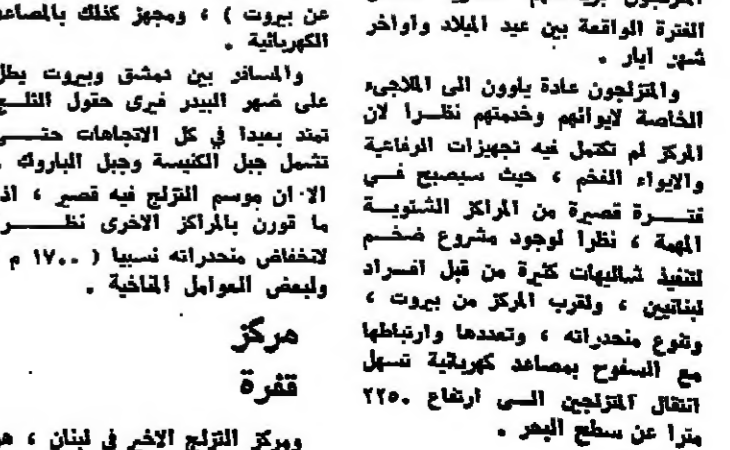 الفترة الواقعة بين عيد الميلاد وأواخر
شهر ايار .
والمتزلجون عادة ياوون الى الملاجىء
الخاصة لايوائهم وخدمتهم نظرا لان
المركز لم تكتمل فيه تجهيزات الرفاعية
والايواء الفخم ، حيث سيصبح في
فترة قصيرة من المراكز الشتوية
المهمة ، نظرا لوجود مشروع ضخم
لتنفيذ شاليهات كثيرة من قبل افراد
لبنانيين ، ولقرب المركز من بيروت ،
وتنوع منحدراته ، وتعددها وارتباطها
مع السفوح بمصاعد كهربائية تسهل
انتقال المتزلجين الى ارتفاع ٢٢٥٠
مترا عن سطح البحر .
عن بيروت ) ، ومجهز كذلك بالمصاعد
الكهربائية .
والمسافر بين دمشق وبيروت يطل
على ضهر البيدر فيرى حقول الثلج
تمتد بعيدا في كل الاتجاهات حتى
تشمل جبل الكنيسة وجبل الباروك .
الا ان موسم التزلج فيه قصير ، اذا
ما قورن بالمراكز الاخرى نظرا
لانخفاض منحدراته نسبيا ( ١٧٠٠ م
ولبعض العوامل المناخية .
مركز
قفرة
ومركز التزلج الاخير في لبنان ، هو